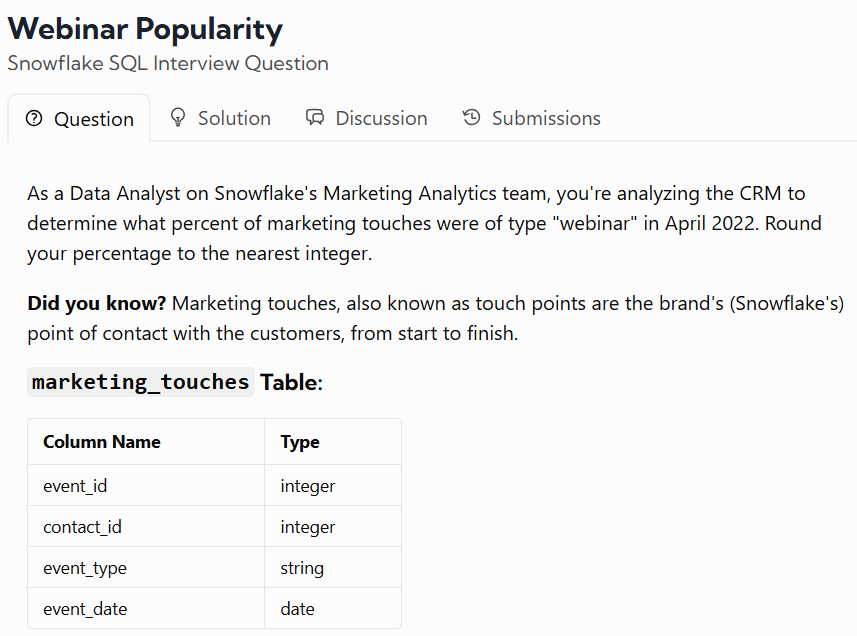 Webinar Popularity
Snowflake SQL Interview Question
Question Solution Discussion Submissions
As a Data Analyst on Snowflake's Marketing Analytics team, you're analyzing the CRM to
determine what percent of marketing touches were of type "webinar" in April 2022. Round
your percentage to the nearest integer.
Did you know? Marketing touches, also known as touch points are the brand's (Snowflake's)
point of contact with the customers, from start to finish.
marketing_touches Table:
Column Name Type
event_id integer
contact_id integer
event_type string
event_date date